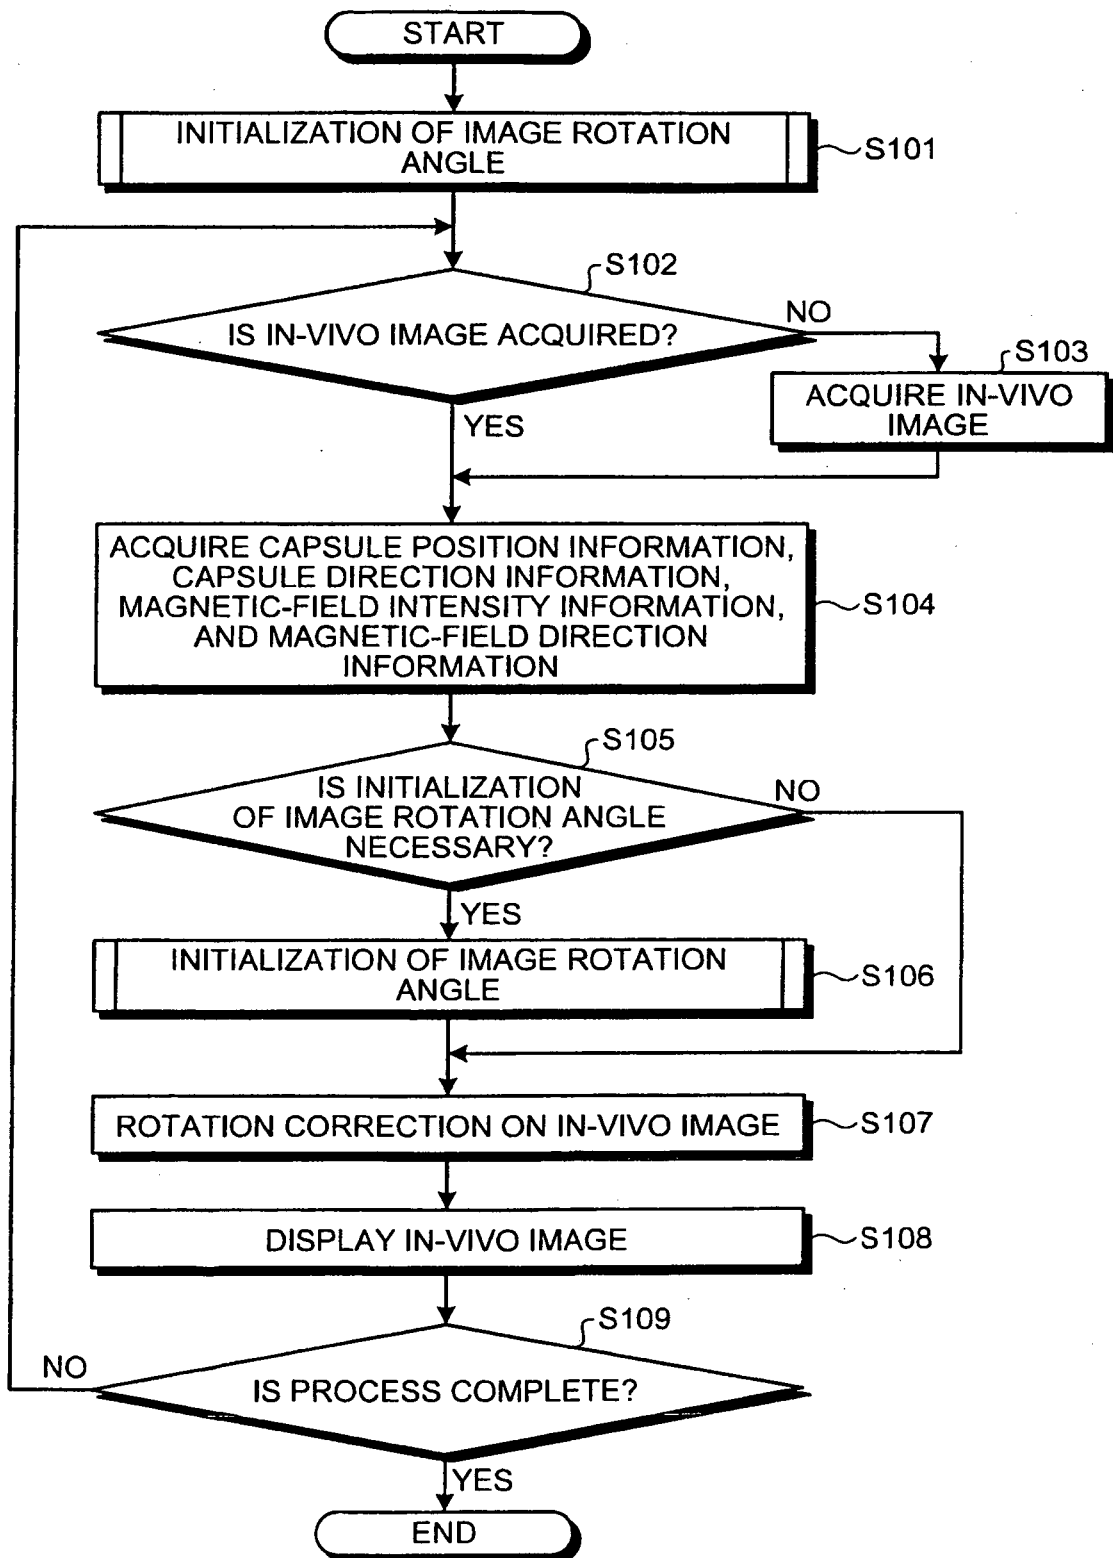 START
INITIALIZATION OF IMAGE ROTATION
ANGLE
S101
S102
IS IN-VIVO IMAGE ACQUIRED?
NO
S103
ACQUIRE IN-VIVO
IMAGE
YES
ACQUIRE CAPSULE POSITION INFORMATION,
CAPSULE DIRECTION INFORMATION,
MAGNETIC-FIELD INTENSITY INFORMATION,
AND MAGNETIC-FIELD DIRECTION
INFORMATION
S104
S105
IS INITIALIZATION
OF IMAGE ROTATION ANGLE
NECESSARY?
NO
YES
INITIALIZATION OF IMAGE ROTATION
ANGLE
S106
ROTATION CORRECTION ON IN-VIVO IMAGE
S107
DISPLAY IN-VIVO IMAGE
S108
S109
NO
IS PROCESS COMPLETE?
YES
END